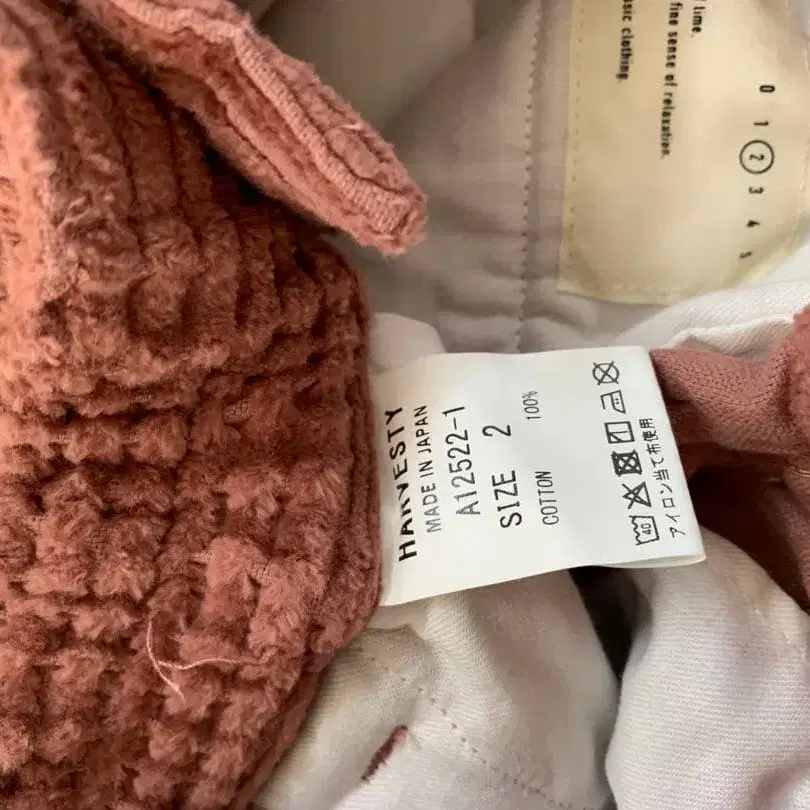 time.
fine sense of relaxation.
clothing.
0 1 2 3 4 5
HARVESTY
MADE IN JAPAN
A12522-1
SIZE 2
COTTON 100%
40
アイロン当て布使用